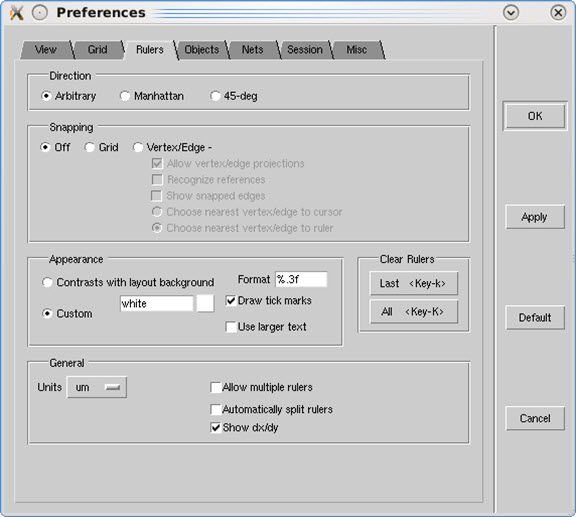 Preferences
View Grid Rulers Objects Nets Session Misc
Direction
Arbitrary Manhattan 45-deg
OK
Snapping
Off Grid Vertex/Edge -
Allow vertex/edge projections
Recognize references
Show snapped edges
Choose nearest vertex/edge to cursor
Choose nearest vertex/edge to ruler
Apply
Appearance
Contrasts with layout background
Format %.3f
Custom white
Draw tick marks
Use larger text
Clear Rulers
Last <Key-k>
All <Key-K>
Default
General
Units um
Allow multiple rulers
Automatically split rulers
Show dx/dy
Cancel